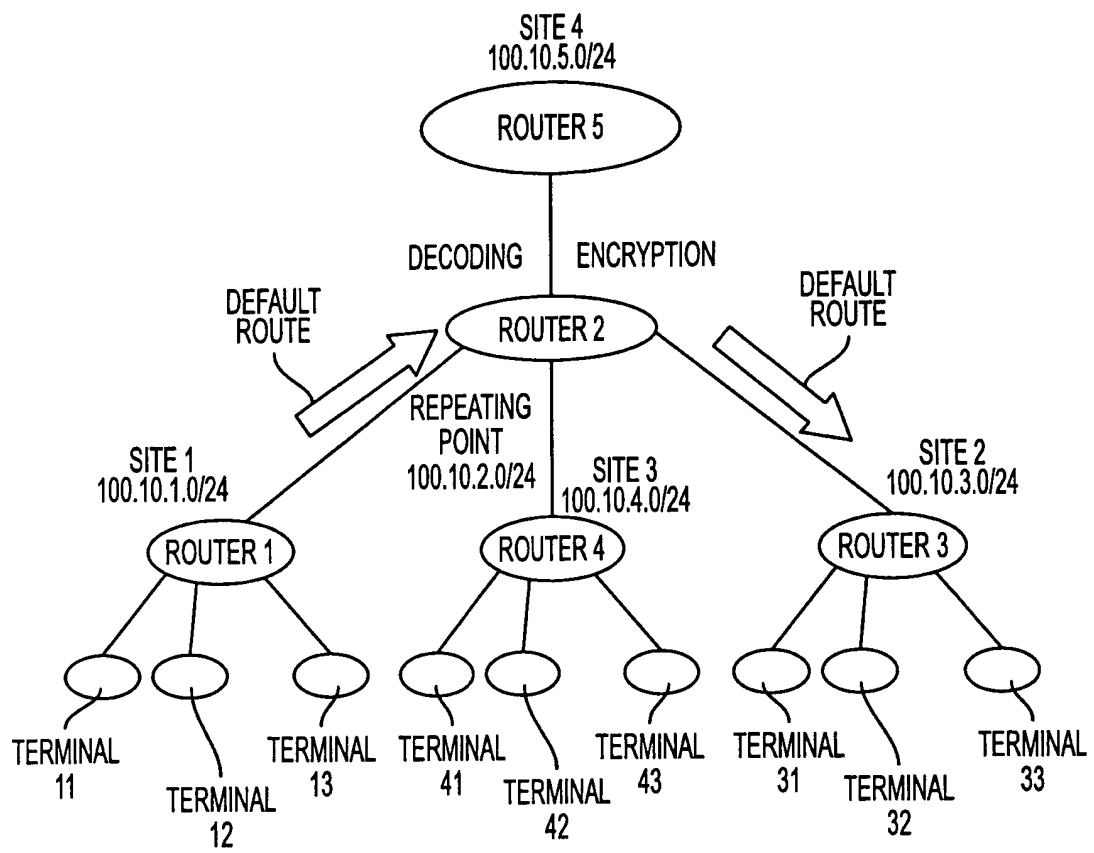 SITE 4
100.10.5.0/24
ROUTER 5
DECODING
ENCRYPTION
DEFAULT
ROUTE
ROUTER 2
DEFAULT
ROUTE
REPEATING
POINT
100.10.2.0/24
SITE 1
100.10.1.0/24
SITE 3
100.10.4.0/24
SITE 2
100.10.3.0/24
ROUTER 1
ROUTER 4
ROUTER 3
TERMINAL
11
TERMINAL
12
TERMINAL
13
TERMINAL
41
TERMINAL
42
TERMINAL
43
TERMINAL
31
TERMINAL
32
TERMINAL
33